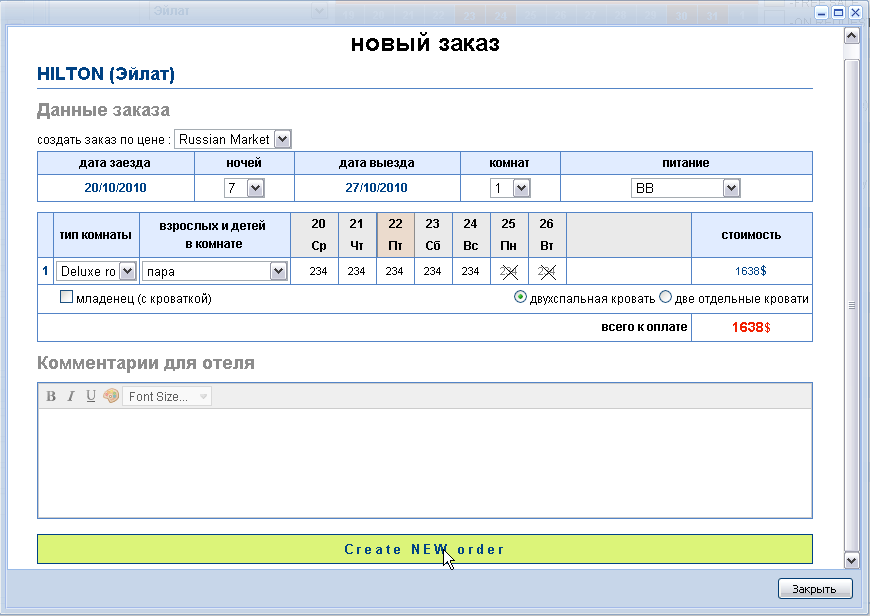 Эйлат
новый заказ
HILTON (Эйлат)
Данные заказа
создать заказ по цене : Russian Market
дата заезда ночей дата выезда комнат питание
20/10/2010 7 27/10/2010 1 BB
тип комнаты взрослых и детей в комнате 20 21 22 23 24 25 26 стоимость
Ср Чт Пт Сб Вс Пн Вт
1 Deluxe ro пара 234 234 234 234 234 234 234 1638$
младенец (с кроваткой) двухспальная кровать две отдельные кровати
всего к оплате 1638$
Комментарии для отеля
B I U Font Size...
Create NEW order
Закрыть